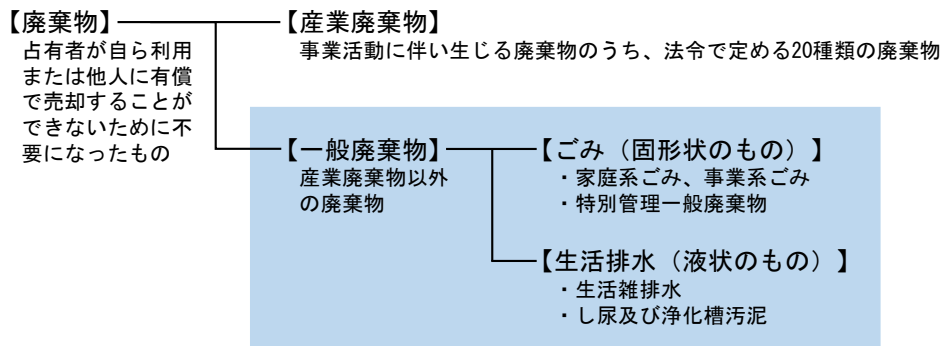 【廃棄物】
占有者が自ら利用
または他人に有償
で売却することが
できないために不
要になったもの
【産業廃棄物】
事業活動に伴い生じる廃棄物のうち、法令で定める20種類の廃棄物
【一般廃棄物】
産業廃棄物以外
の廃棄物
【ごみ（固形状のもの）】
・家庭系ごみ、事業系ごみ
・特別管理一般廃棄物
【生活排水（液状のもの）】
・生活雑排水
・し尿及び浄化槽汚泥